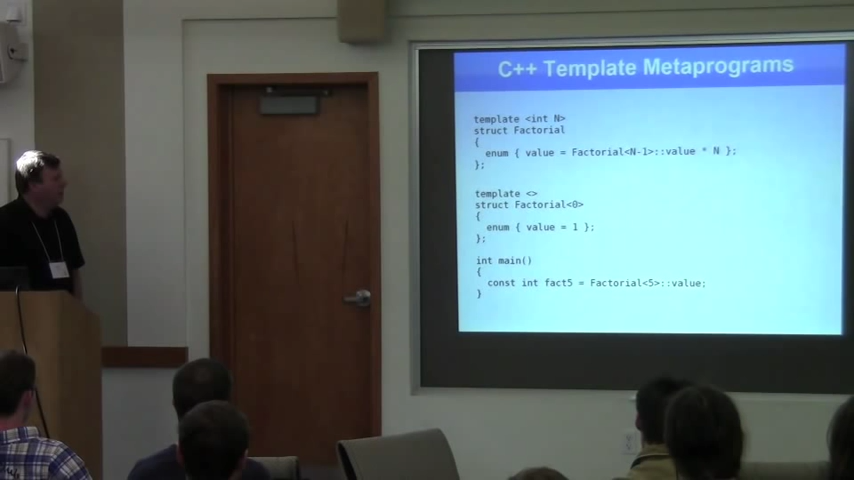 C++ Template Metaprograms
template <int N>
struct Factorial
{
enum { value = Factorial<N-1>::value * N };
};
template <>
struct Factorial<0>
{
enum { value = 1 };
};
int main()
{
const int fact5 = Factorial<5>::value;
}